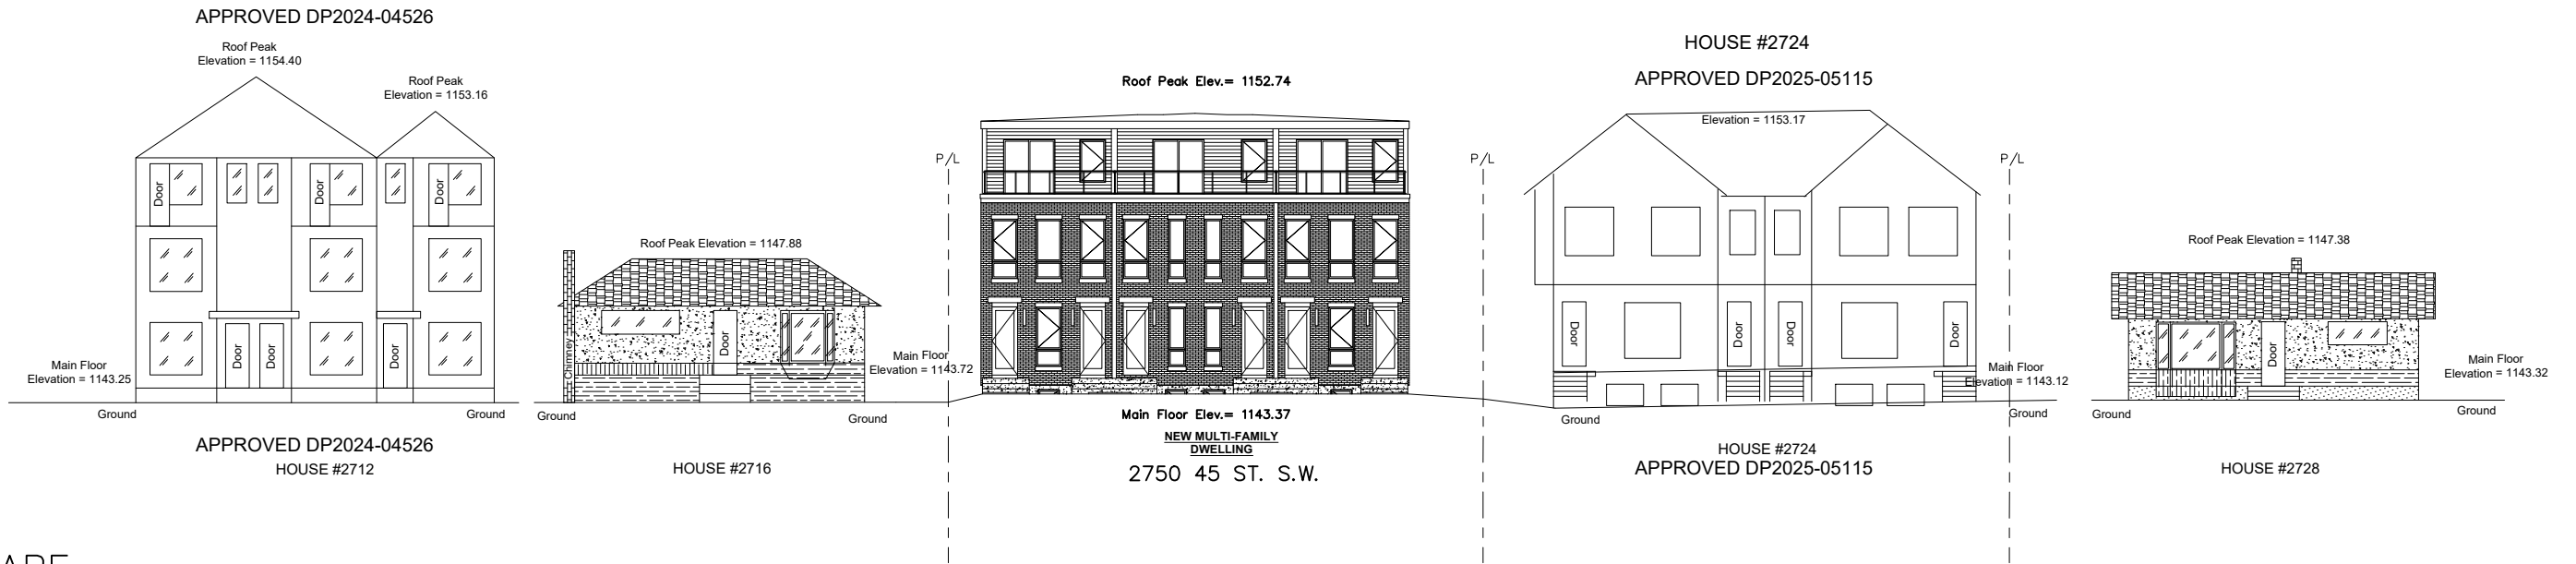 APPROVED DP2024-04526
Roof Peak
Elevation = 1154.40
Roof Peak
Elevation = 1153.16
Door
Door
Door
Door
Door
Door
Main Floor
Elevation = 1143.25
Ground
Ground
APPROVED DP2024-04526
HOUSE #2712
Roof Peak Elevation = 1147.88
Chimney
Door
Main Floor
Elevation = 1143.72
Ground
Ground
HOUSE #2716
P/L
Roof Peak Elev.= 1152.74
Main Floor Elev.= 1143.37
NEW MULTI-FAMILY
DWELLING
2750 45 ST. S.W.
P/L
HOUSE #2724
APPROVED DP2025-05115
Elevation = 1153.17
Door
Door
Door
Door
Main Floor
Elevation = 1143.12
Ground
Ground
HOUSE #2724
APPROVED DP2025-05115
P/L
Roof Peak Elevation = 1147.38
Door
Main Floor
Elevation = 1143.32
Ground
Ground
HOUSE #2728